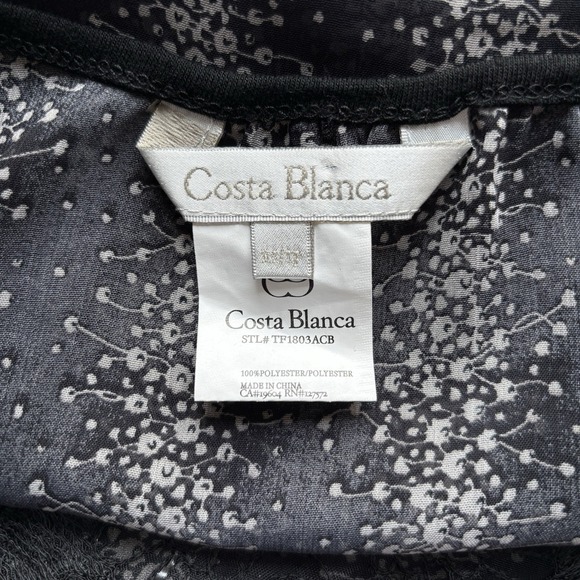 Costa Blanca
Costa Blanca
STL# TF1803ACB
100%POLYESTER/POLYESTER
MADE IN CHINA
CA#19604 RN#127572